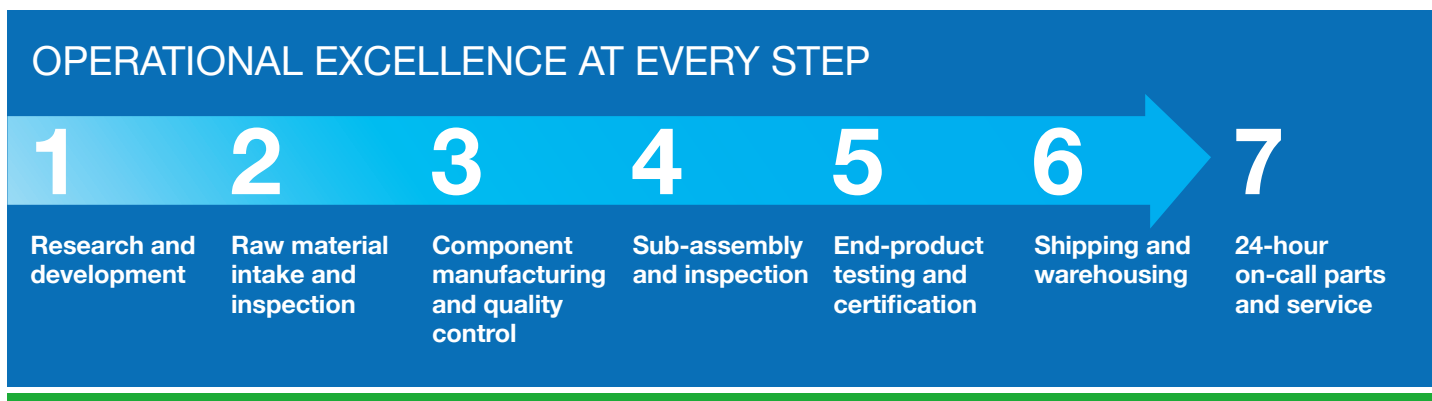 OPERATIONAL EXCELLENCE AT EVERY STEP
1
Research and
development
2
Raw material
intake and
inspection
3
Component
manufacturing
and quality
control
4
Sub-assembly
and inspection
5
End-product
testing and
certification
6
Shipping and
warehousing
7
24-hour
on-call parts
and service